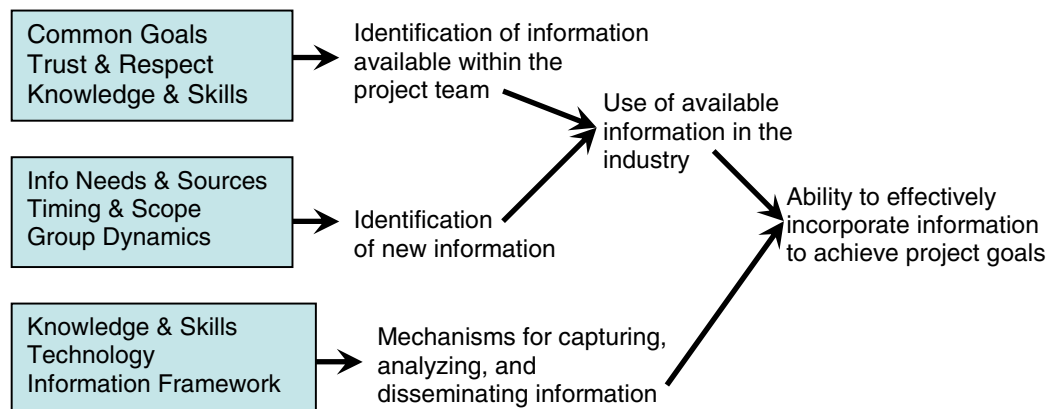 Common Goals
Trust & Respect
Knowledge & Skills
Identification of information
available within the
project team
Use of available
information in the
industry
Info Needs & Sources
Timing & Scope
Group Dynamics
Identification
of new information
Ability to effectively
incorporate information
to achieve project goals
Knowledge & Skills
Technology
Information Framework
Mechanisms for capturing,
analyzing, and
disseminating information